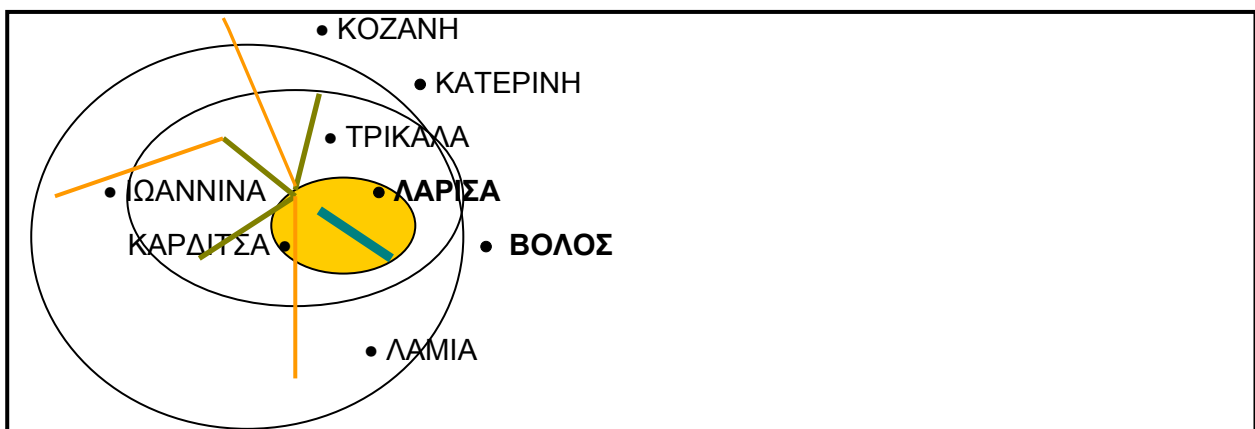 • ΚΟΖΑΝΗ
• ΚΑΤΕΡΙΝΗ
• ΤΡΙΚΑΛΑ
• ΙΩΑΝΝΙΝΑ • ΛΑΡΙΣΑ
ΚΑΡΔΙΤΣΑ • • ΒΟΛΟΣ
• ΛΑΜΙΑ